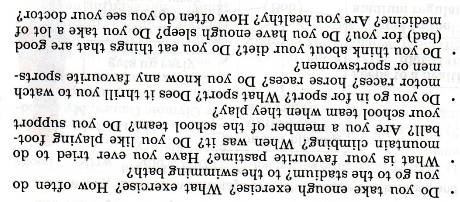 • Do you take enough exercise? What exercise? How often do
you go to the stadium? to the swimming bath?
• What is your favourite pastime? Have you ever tried to do
mountain climbing? When was it? Do you like playing foot-
ball? Are you a member of the school team? Do you support
your school team when they play?
• Do you go in for sport? What sport? Does it thrill you to watch
motor races? horse races? Do you know any favourite sports-
men or sportswomen?
• Do you think about your diet? Do you eat things that are good
(bad) for you? Do you have enough sleep? Do you take a lot of
medicine? Are you healthy? How often do you see your doctor?